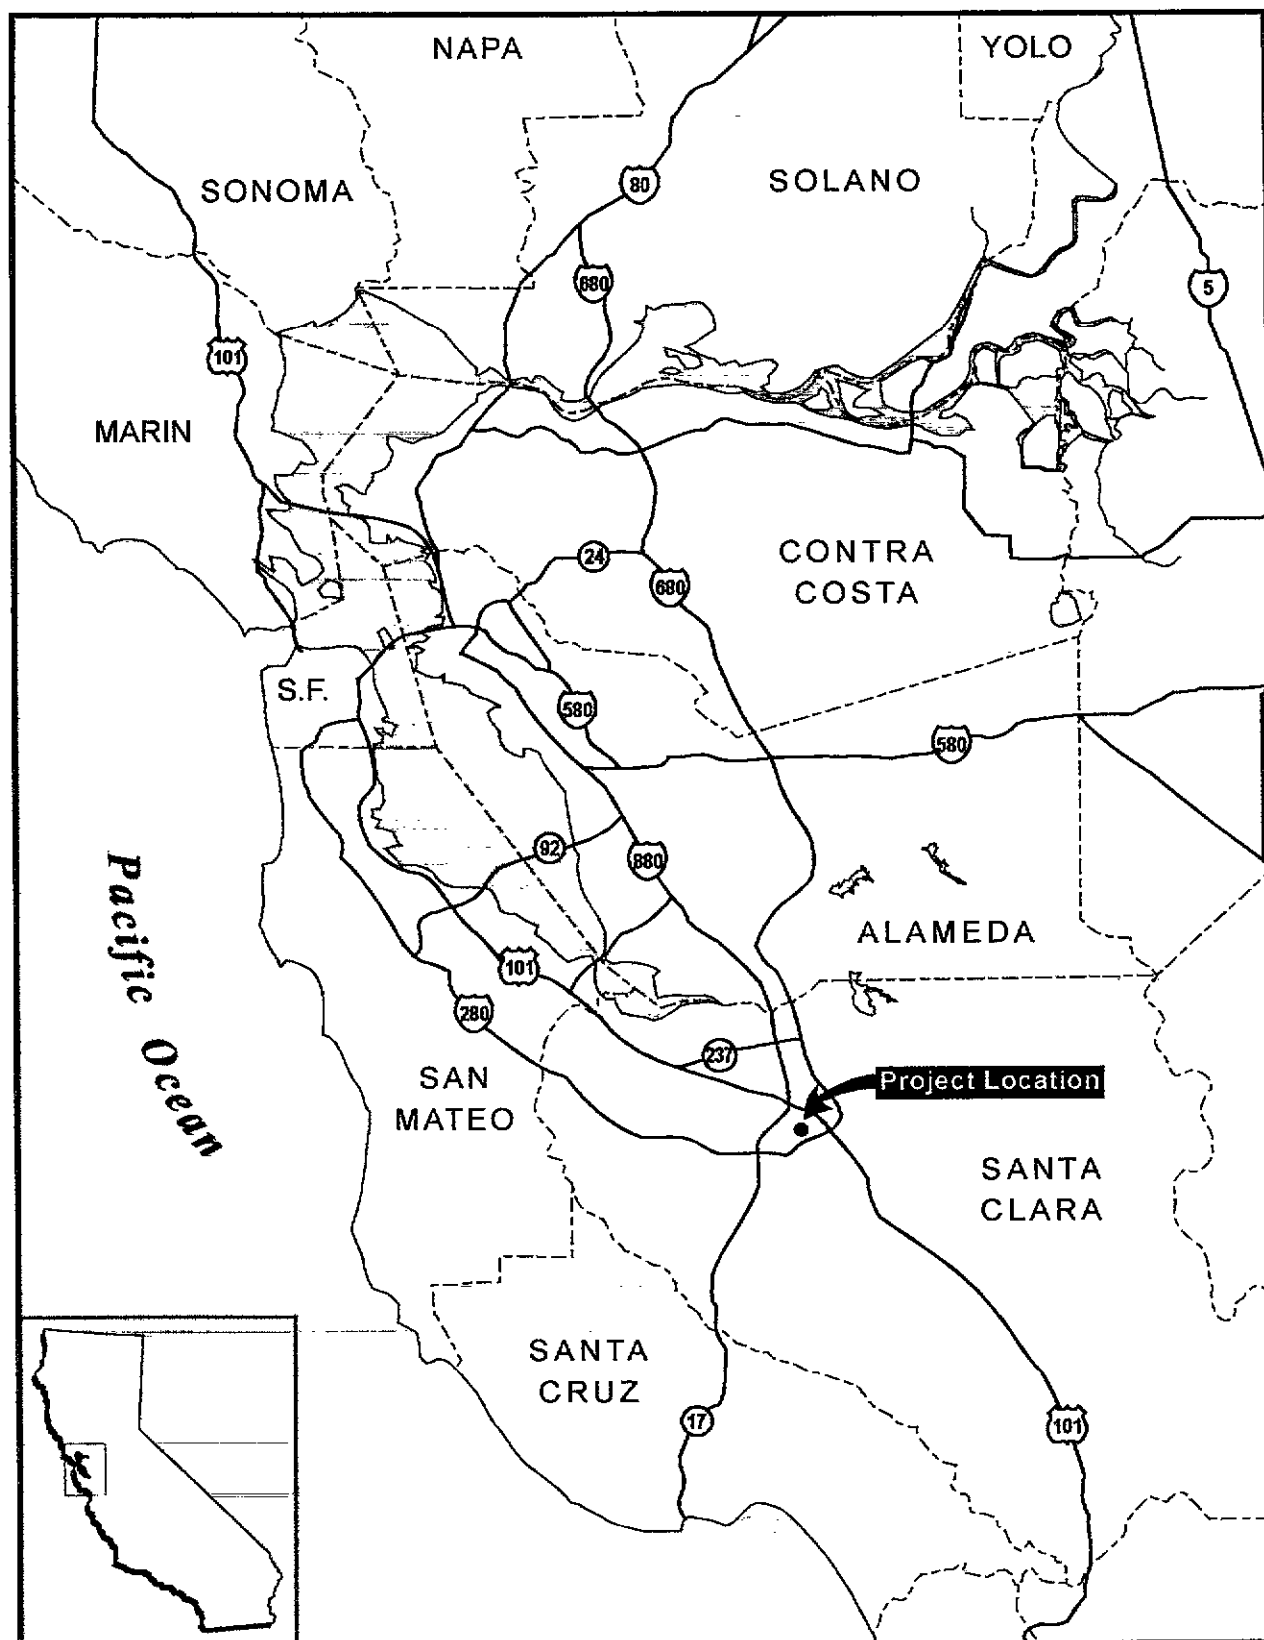 NAPA
YOLO
SONOMA
80
SOLANO
680
5
101
MARIN
24
CONTRA
COSTA
680
S.F.
580
580
92
880
Pacific Ocean
ALAMEDA
101
280
237
Project Location
SAN
MATEO
SANTA
CLARA
SANTA
CRUZ
17
101